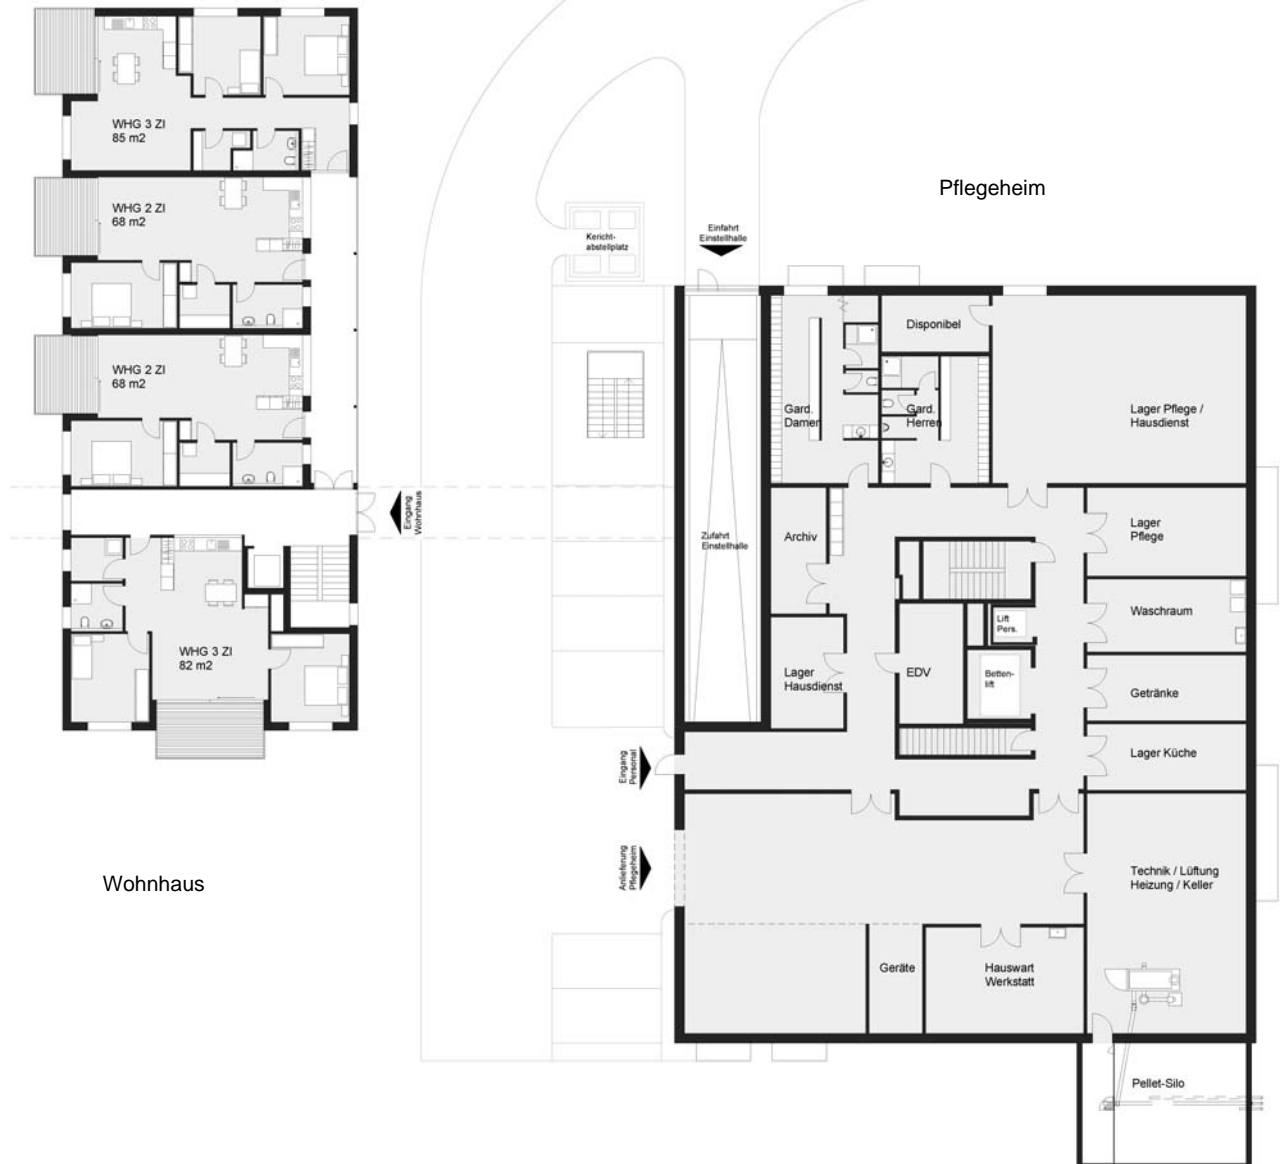 WHG 3 ZI
85 m2
WHG 2 ZI
68 m2
WHG 2 ZI
68 m2
Eingang
Wohnhaus
WHG 3 ZI
82 m2
Wohnhaus
Pflegeheim
Kericht-
abstellplatz
Einfahrt
Einstellhalle
Disponibel
Gard.
Damen
Gard.
Herren
Lager Pflege /
Hausdienst
Zufahrt
Einstellhalle
Archiv
Lager
Pflege
Waschraum
Lift
Pers.
Lager
Hausdienst
EDV
Betten-
lift
Getränke
Lager Küche
Eingang
Personal
Anlieferung
Pflegeheim
Technik / Lüftung
Heizung / Keller
Geräte
Hauswart
Werkstatt
Pellet-Silo